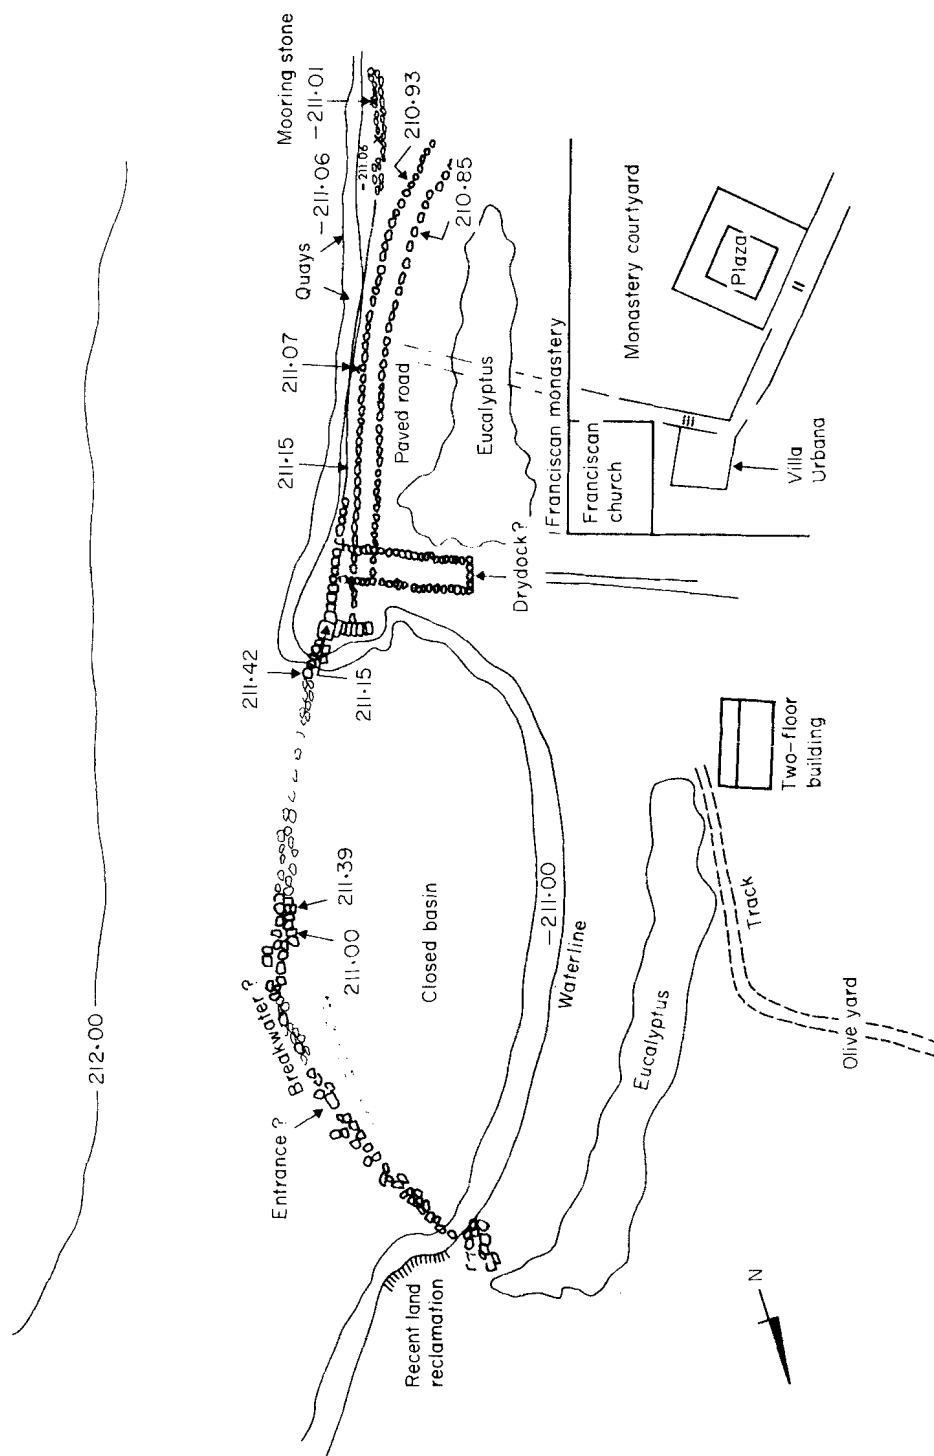 Mooring stone
-211·01
-211·06
-211·06
Quays
210·93
210·85
211·07
211·15
Paved road
Eucalyptus
Monastery courtyard
Plaza
Franciscan monastery
Franciscan
church
Villa
Urbana
Drydock?
211·42
211·15
Two-floor
building
211·39
211·00
Closed basin
-211·00
Waterline
Track
Olive yard
Eucalyptus
212·00
Breakwater?
Entrance?
Recent land
reclamation
N